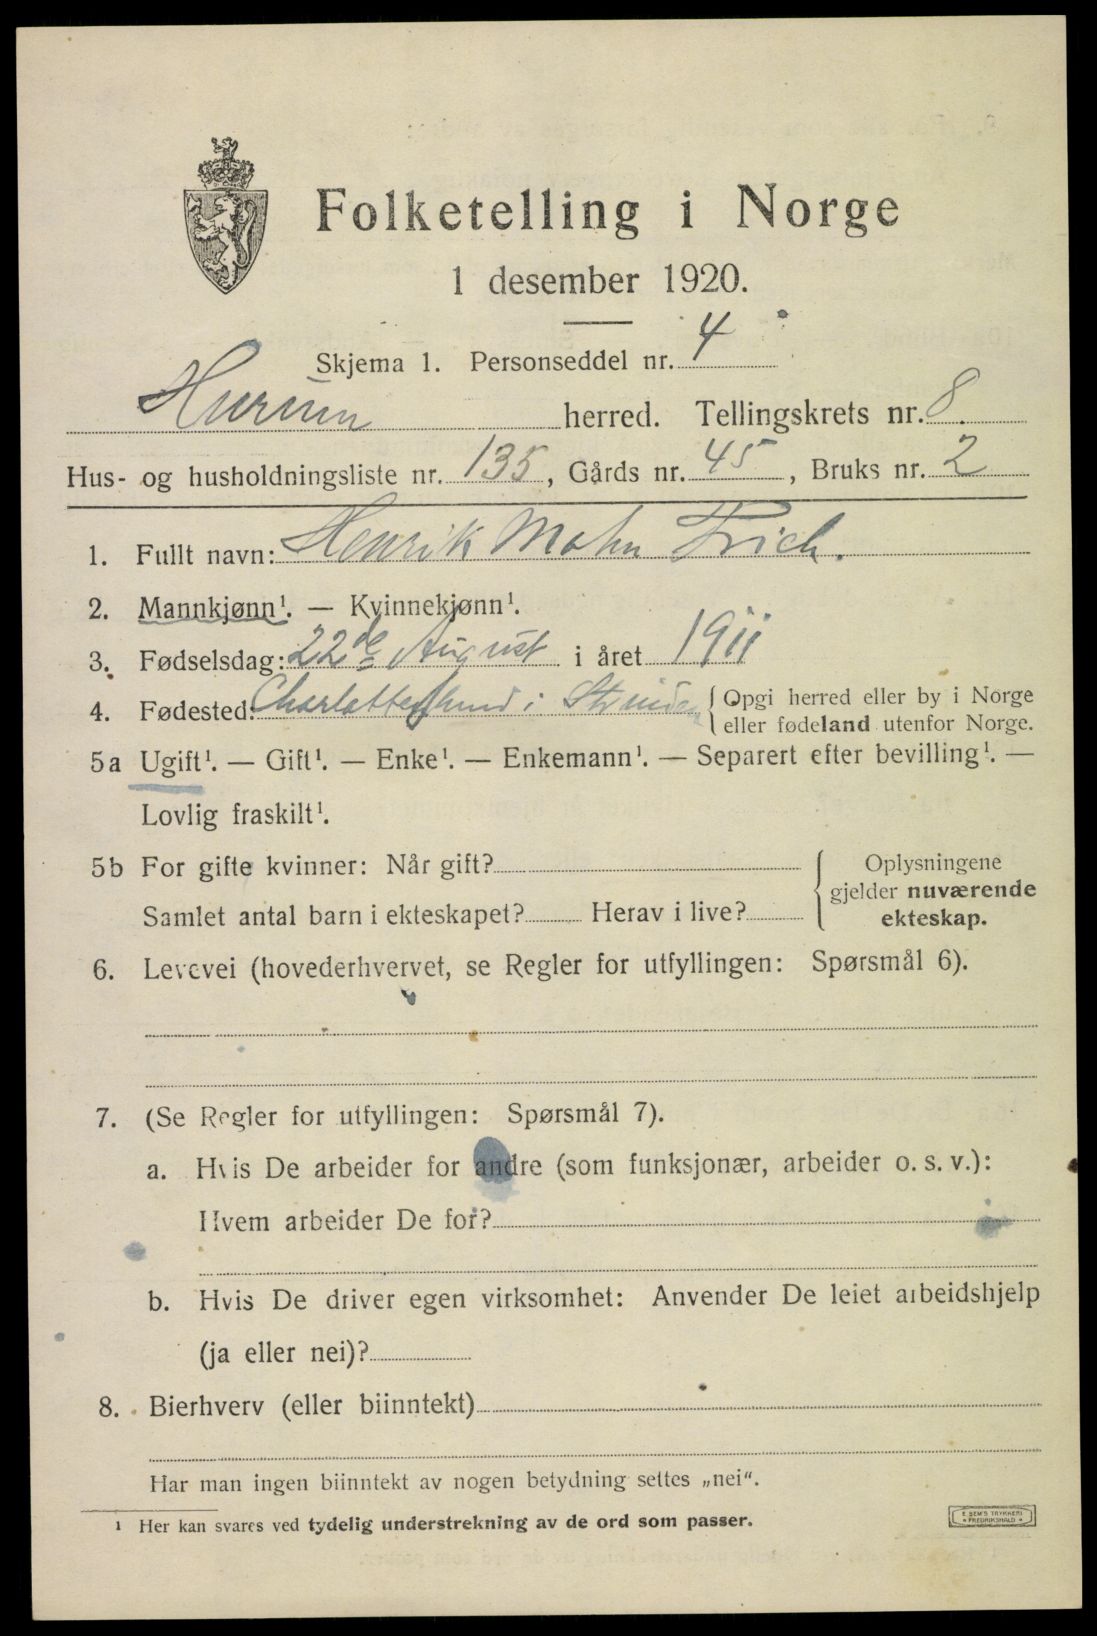 Folketelling i Norge
1 desember 1920.
Skjema 1. Personseddel nr. 4
Hurum herred. Tellingskrets nr. 8.
Hus- og husholdningsliste nr. 135, Gårds nr. 45, Bruks nr. 2
1. Fullt navn: Henrik Mohn Frich.
2. Mannkjønn¹. — Kvinnekjønn¹.
3. Fødselsdag: 22de August i året 1911
4. Fødested: Charlottenlund i Strinden { Opgi herred eller by i Norge
eller fødeland utenfor Norge.
5a Ugift¹. — Gift¹. — Enke¹. — Enkemann¹. — Separert efter bevilling¹. —
Lovlig fraskilt¹.
5b For gifte kvinner: Når gift?
Samlet antal barn i ekteskapet? Herav i live?
{ Oplysningene
gjelder nuværende
ekteskap.
6. Levevei (hovederhvervet, se Regler for utfyllingen: Spørsmål 6).
7. (Se Regler for utfyllingen: Spørsmål 7).
a. Hvis De arbeider for andre (som funksjonær, arbeider o. s. v.):
Hvem arbeider De for?
b. Hvis De driver egen virksomhet: Anvender De leiet arbeidshjelp
(ja eller nei)?
8. Bierhverv (eller biinntekt)
Har man ingen biinntekt av nogen betydning settes „nei“.
¹ Her kan svares ved tydelig understrekning av de ord som passer.
E. SEM'S TRYKKERI
• FREDRIKSHALD •